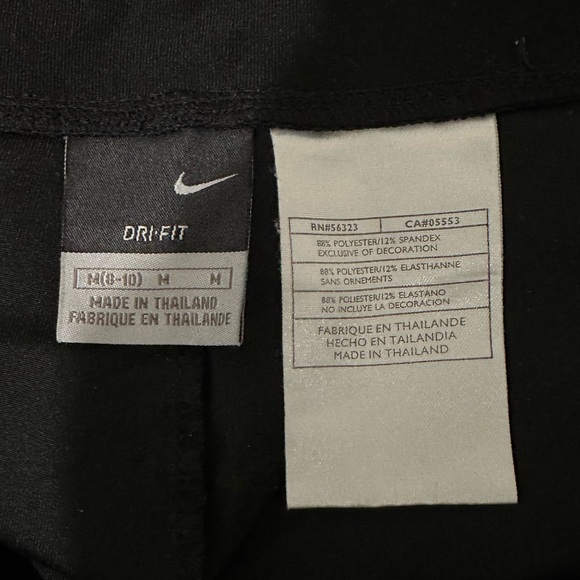 DRI-FIT
M(8-10) M M
MADE IN THAILAND
FABRIQUE EN THAILANDE
RN#56323 CA#05553
88% POLYESTER/12% SPANDEX
EXCLUSIVE OF DECORATION
88% POLYESTER/12% ELASTHANNE
SANS ORNEMENTS
88% POLIESTER/12% ELASTANO
NO INCLUYE LA DECORACION
FABRIQUE EN THAILANDE
HECHO EN TAILANDIA
MADE IN THAILAND